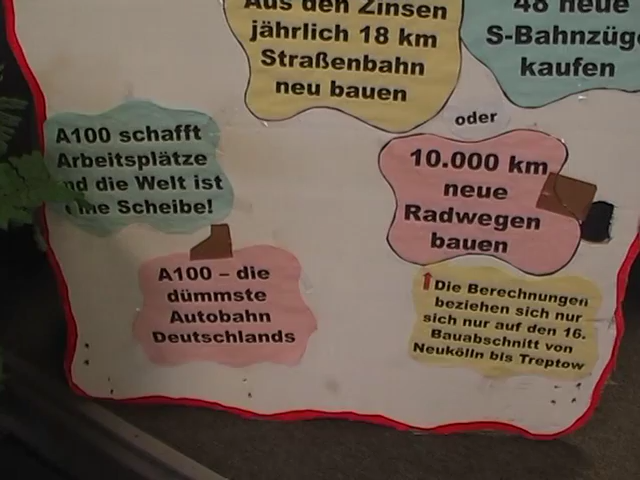 Aus den Zinsen
jährlich 18 km
Straßenbahn
neu bauen
48 neue
S-Bahnzüge
kaufen
oder
A100 schafft
Arbeitsplätze
und die Welt ist
eine Scheibe!
10.000 km
neue
Radwegen
bauen
A100 – die
dümmste
Autobahn
Deutschlands
Die Berechnungen
beziehen sich nur
sich nur auf den 16.
Bauabschnitt von
Neukölln bis Treptow